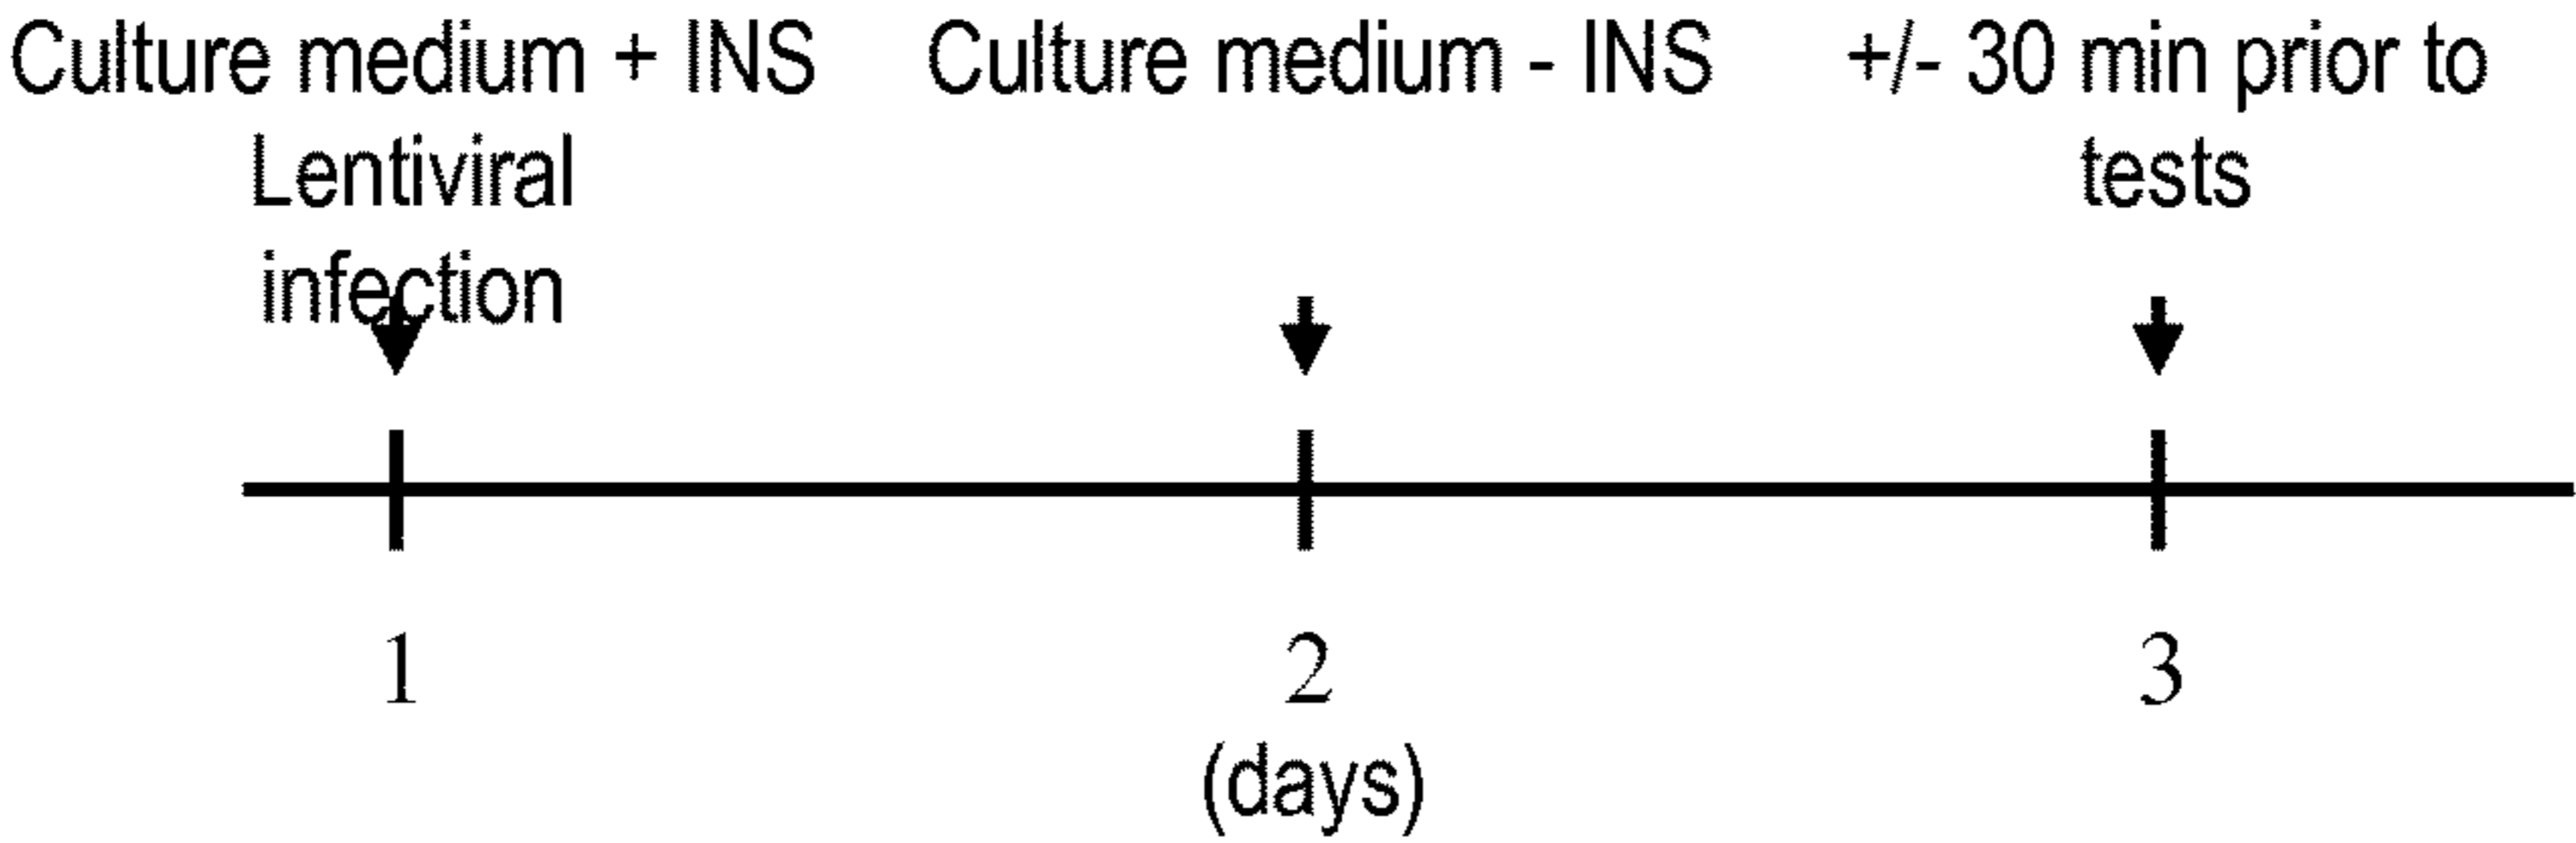 Culture medium + INS
Lentiviral
infection
Culture medium - INS
+/- 30 min prior to
tests
1
2
3
(days)